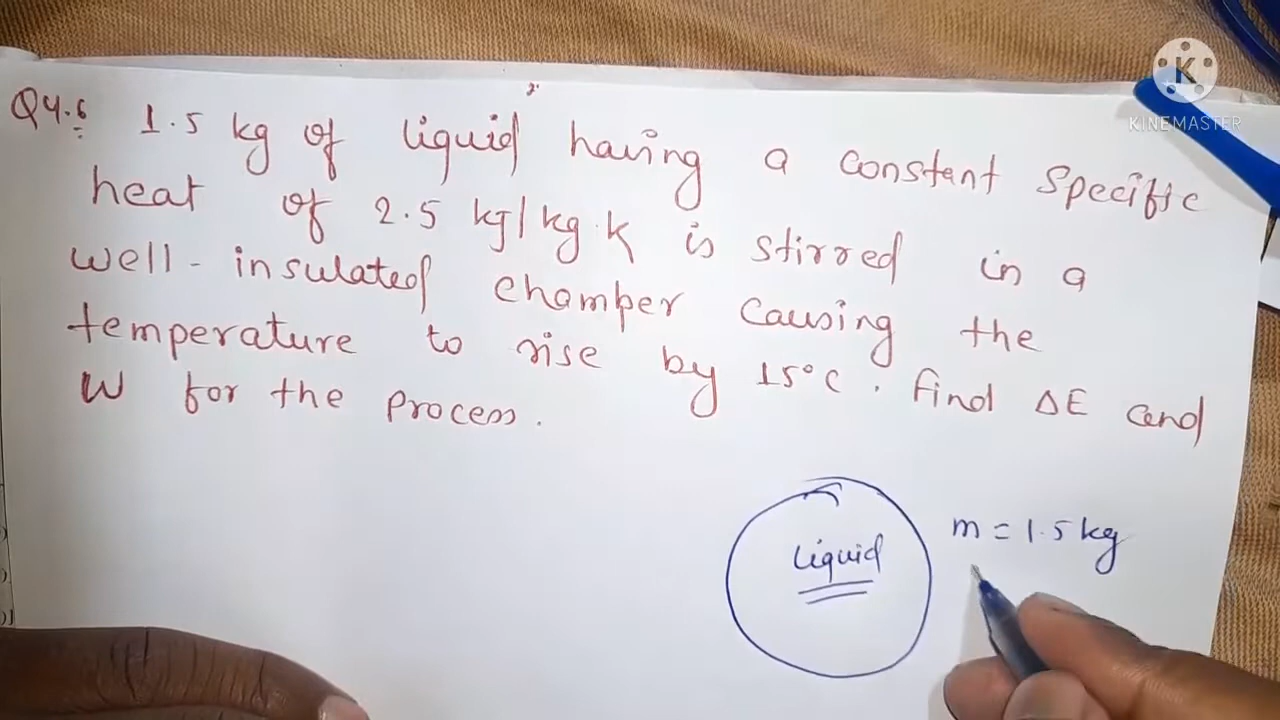 Q4.6 1.5 kg of liquid having a constant specific
heat of 2.5 kJ/kg.K is stirred in a
well-insulated chamber causing the
temperature to rise by 15°C. Find ΔE and
W for the process.
liquid
m = 1.5 kg
K
KINEMASTER